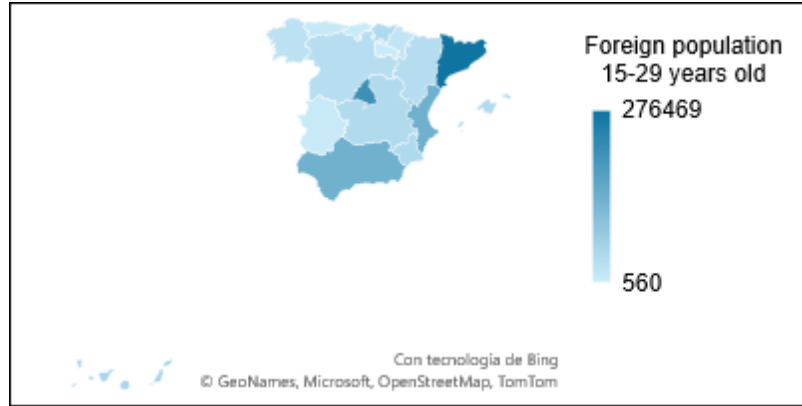 Foreign population
15-29 years old
276469
560
Con tecnología de Bing
© GeoNames, Microsoft, OpenStreetMap, TomTom